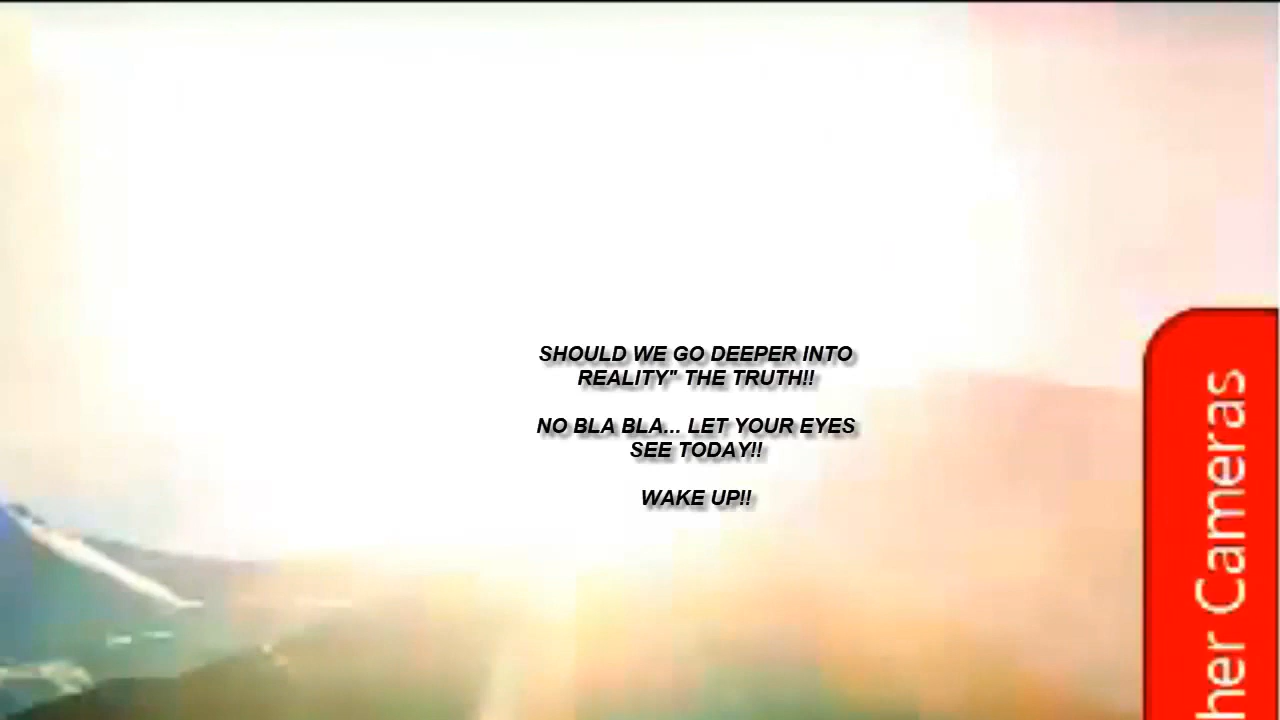 SHOULD WE GO DEEPER INTO
REALITY" THE TRUTH!!
NO BLA BLA... LET YOUR EYES
SEE TODAY!!
WAKE UP!!
her Cameras